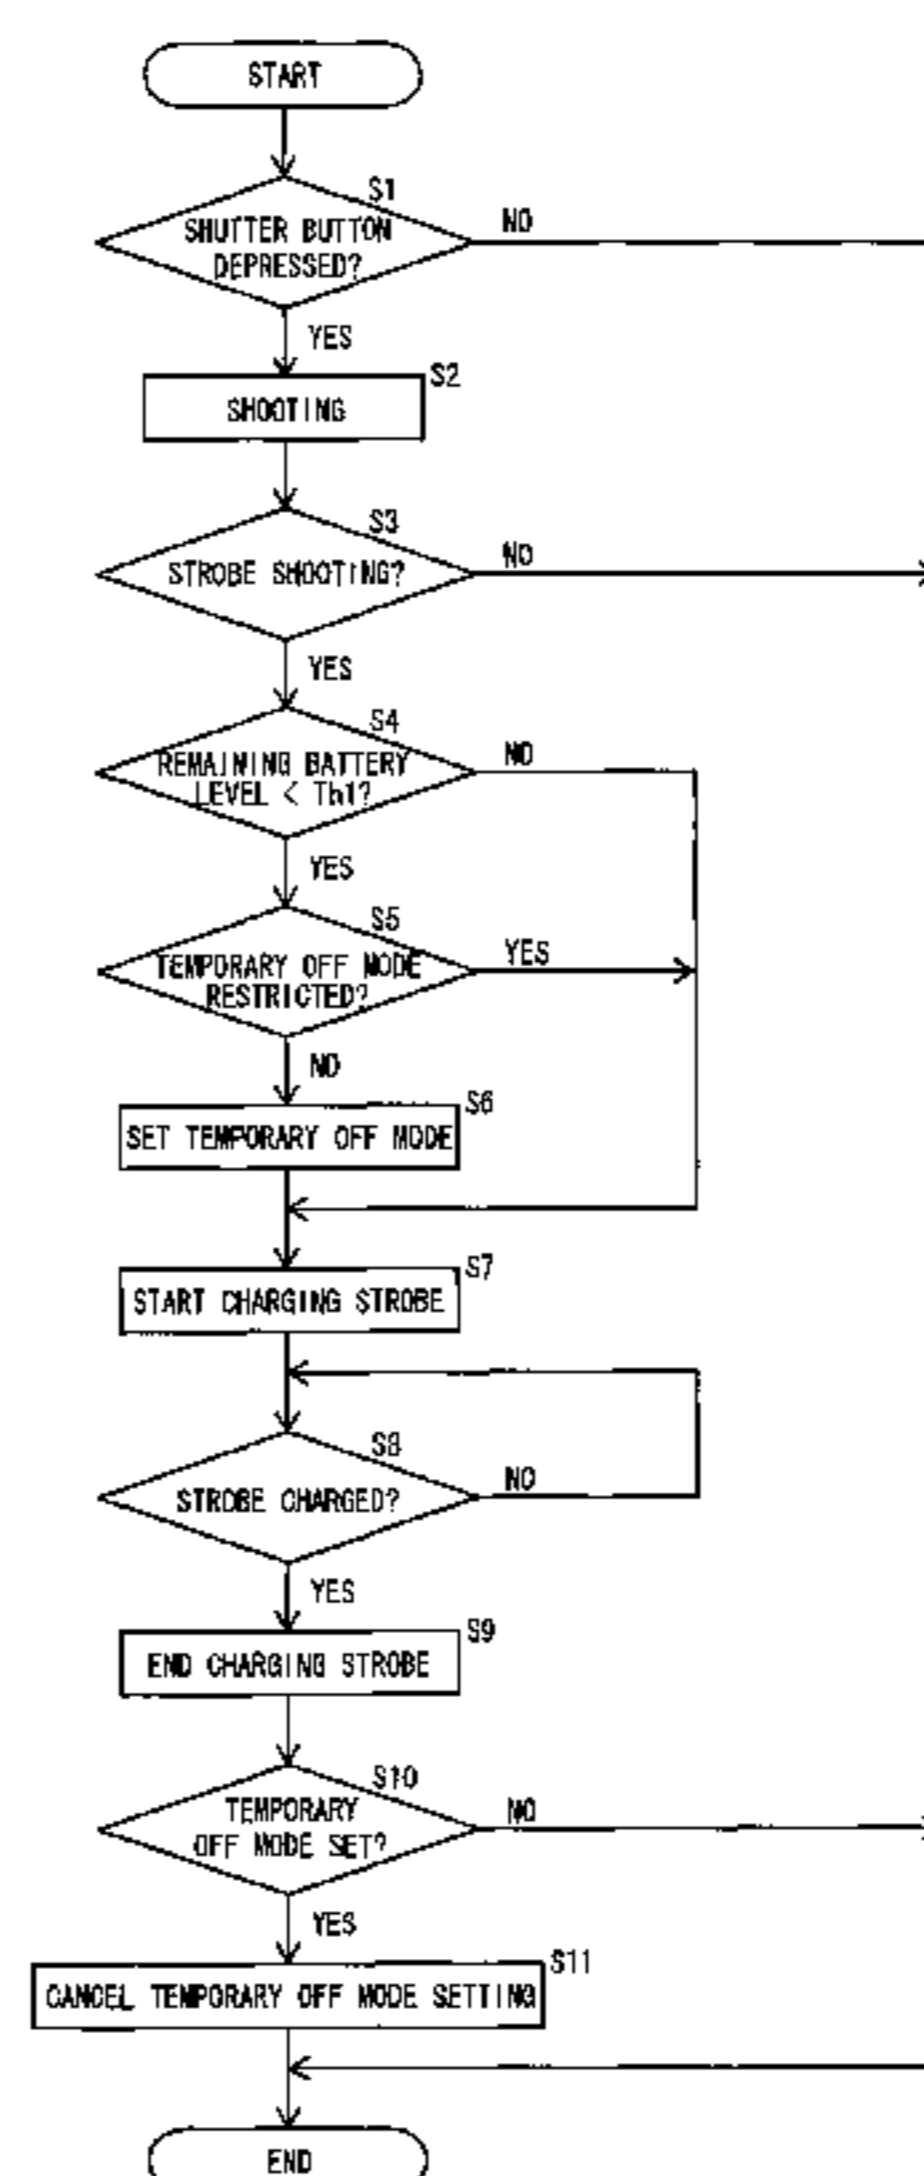 START
S1
SHUTTER BUTTON
DEPRESSED?
NO
YES
S2
SHOOTING
S3
STROBE SHOOTING?
NO
YES
S4
REMAINING BATTERY
LEVEL < Th1?
NO
YES
S5
TEMPORARY OFF MODE
RESTRICTED?
YES
NO
S6
SET TEMPORARY OFF MODE
S7
START CHARGING STROBE
S8
STROBE CHARGED?
NO
YES
S9
END CHARGING STROBE
S10
TEMPORARY
OFF MODE SET?
NO
YES
S11
CANCEL TEMPORARY OFF MODE SETTING
END